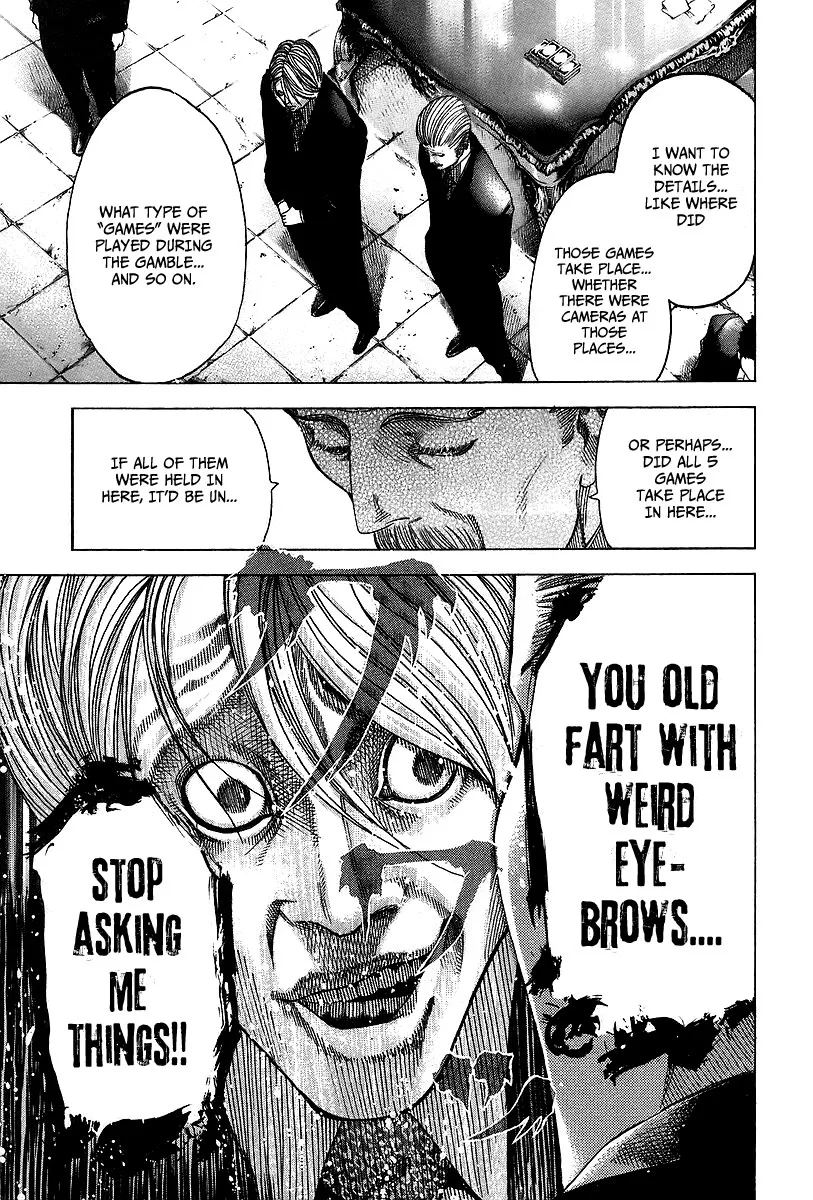 I WANT TO
KNOW THE
DETAILS...
LIKE WHERE
DID
THOSE GAMES
TAKE PLACE...
WHETHER
THERE WERE
CAMERAS AT
THOSE
PLACES...
WHAT TYPE OF
"GAMES" WERE
PLAYED DURING
THE GAMBLE...
AND SO ON.
OR PERHAPS...
DID ALL 5
GAMES
TAKE PLACE
IN HERE...
IF ALL OF THEM
WERE HELD IN
HERE, IT'D BE UN...
YOU OLD
FART WITH
WEIRD
EYE-
BROWS....
STOP
ASKING
ME
THINGS!!